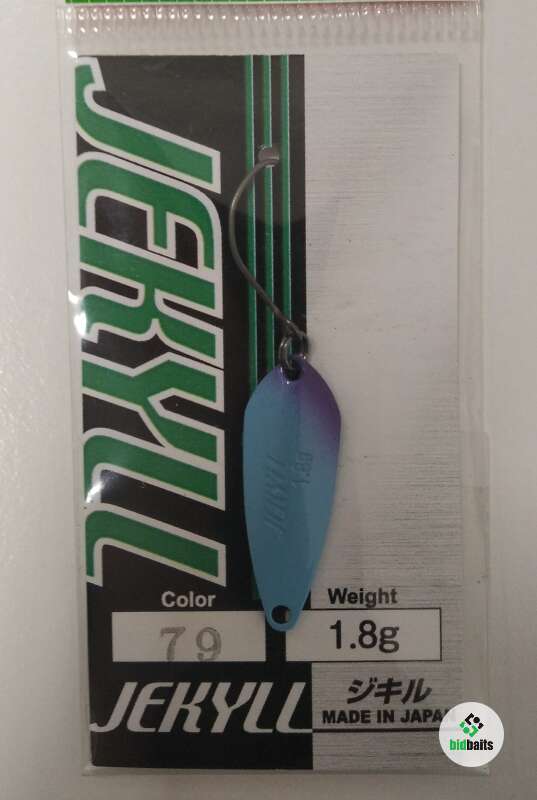 JEKYLL
JEKYLL
1.8g
Color
Weight
79
1.8g
JEKYLL
ジキル
MADE IN JAPAN
bidbaits